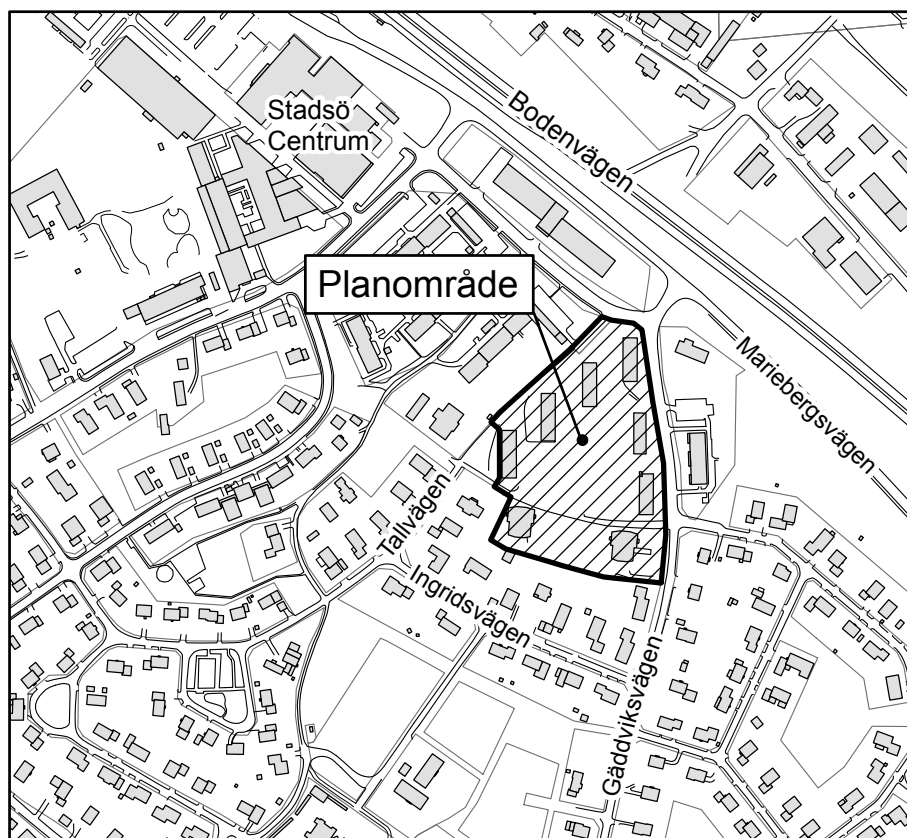 Stadsö
Centrum
Bodenvägen
Planområde
Mariebergsvägen
Tallvägen
Ingridsvägen
Gäddviksvägen